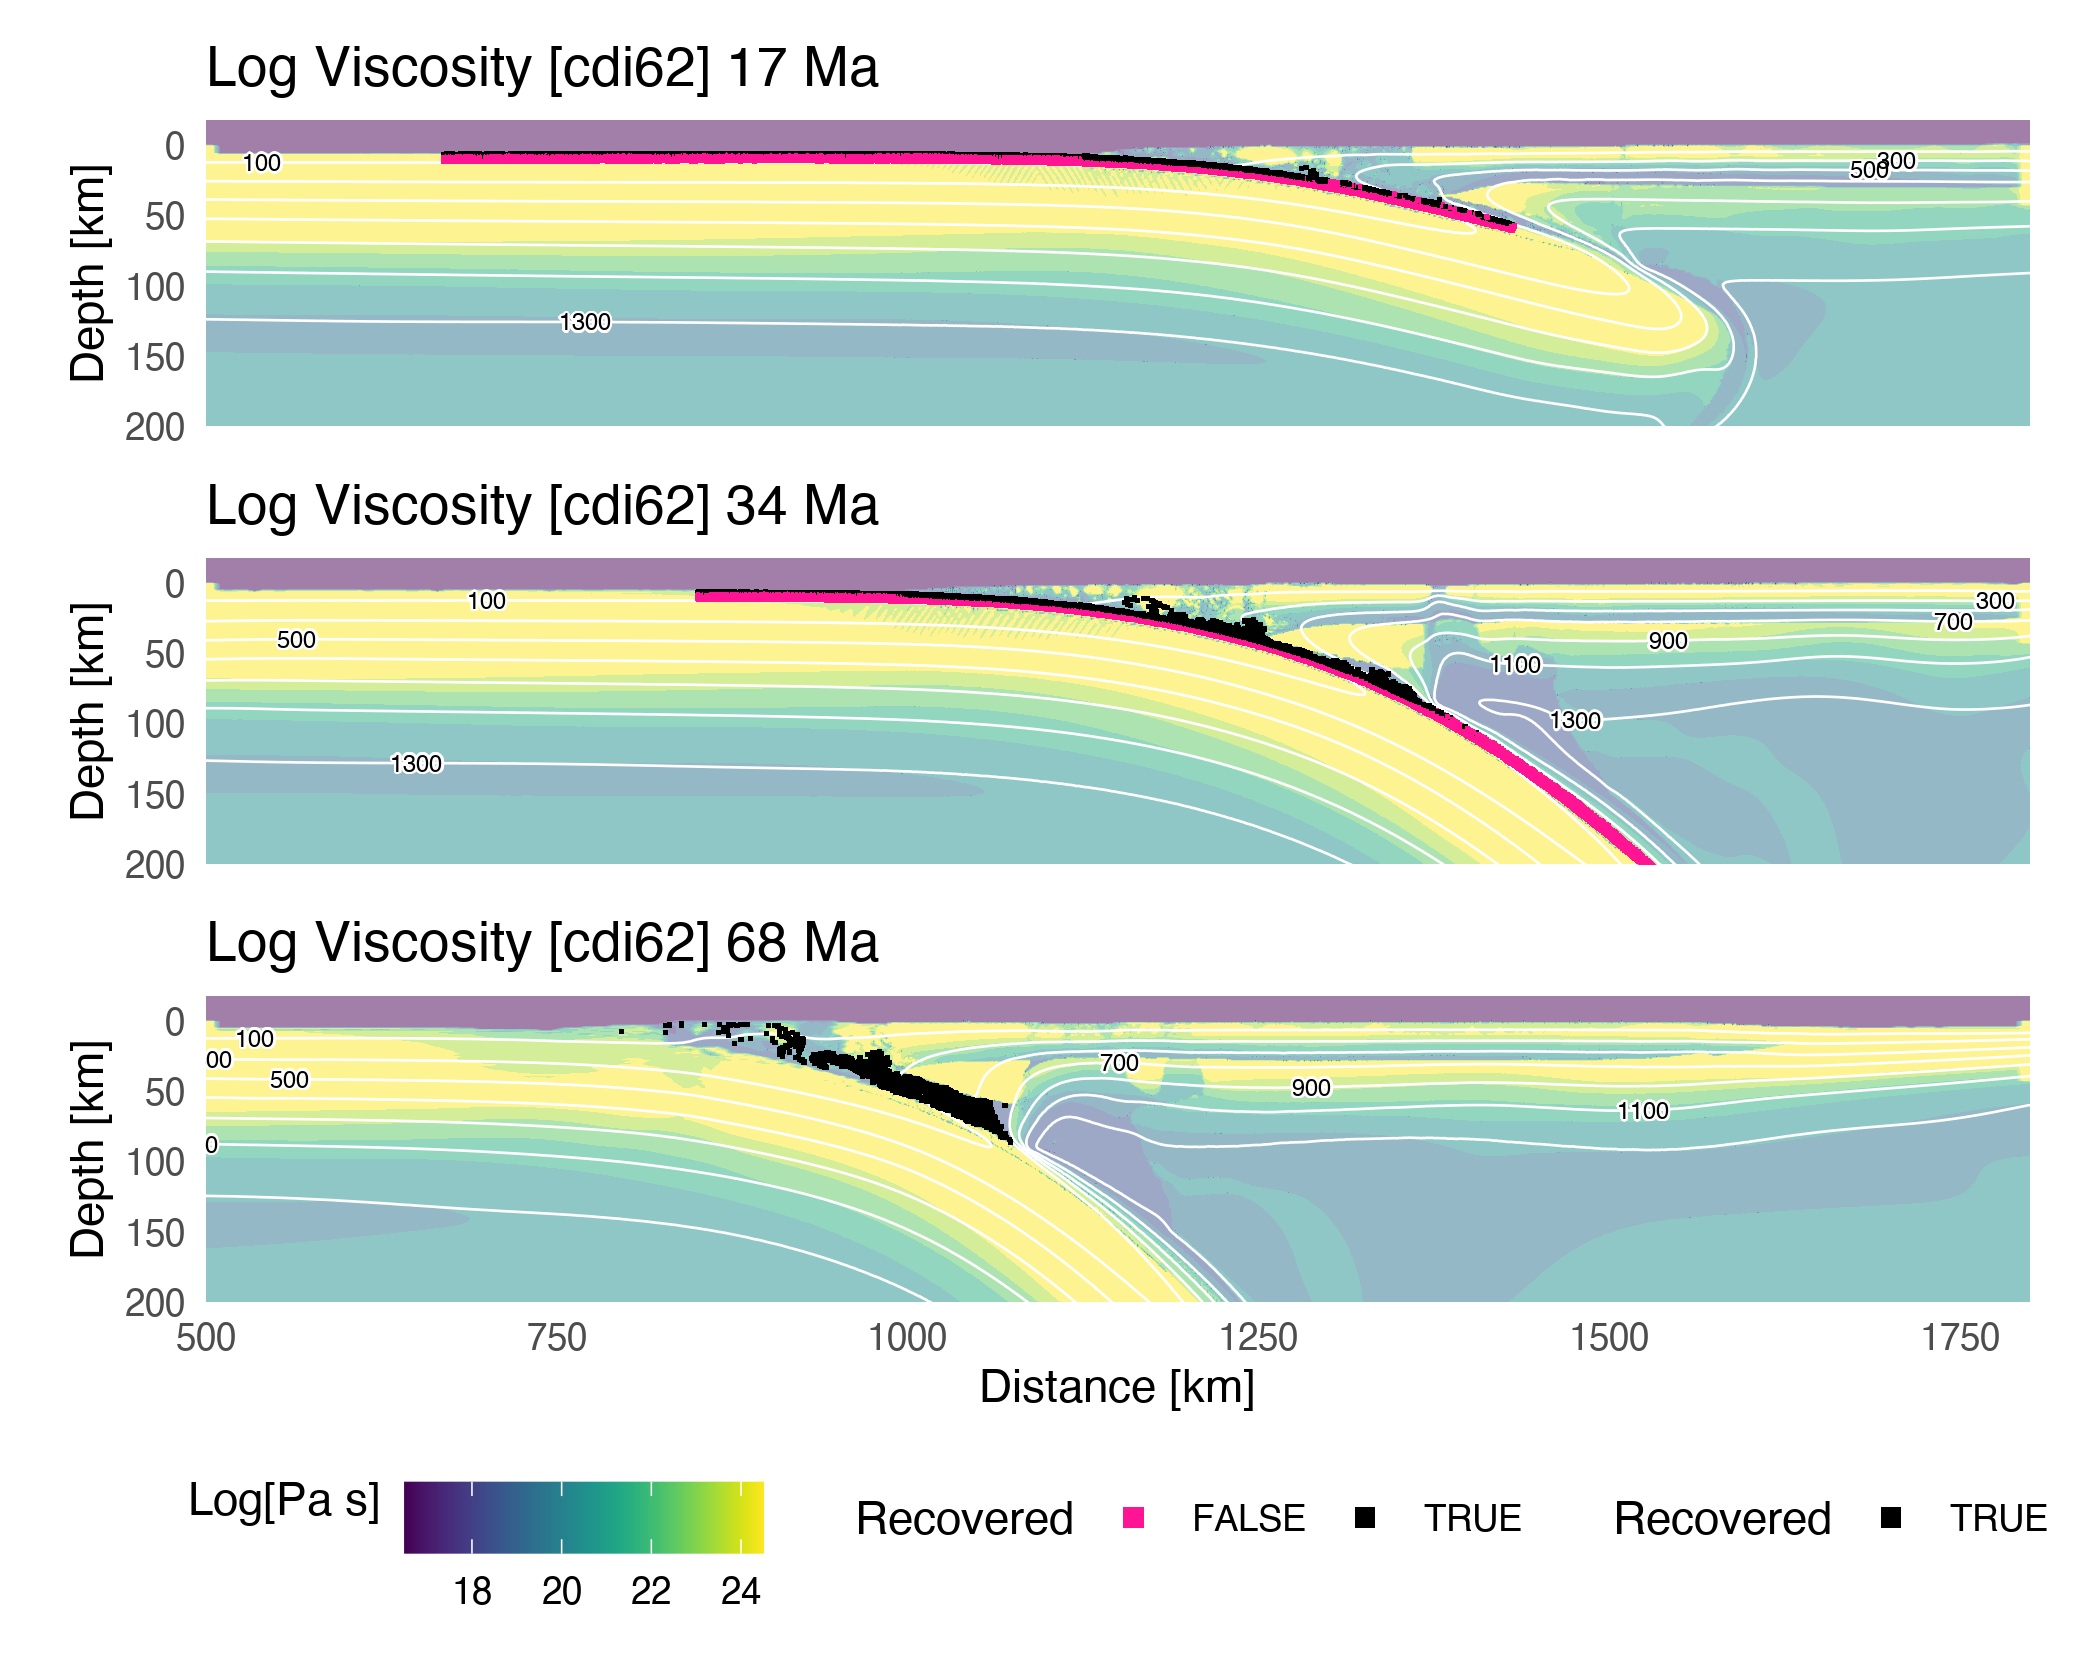 Log Viscosity [cdi62] 17 Ma
0
50
100
150
200
Depth [km]
100
300
500
1300
Log Viscosity [cdi62] 34 Ma
0
50
100
150
200
Depth [km]
100
300
500
700
900
1100
1300
1300
Log Viscosity [cdi62] 68 Ma
0
50
100
150
200
Depth [km]
100
00
700
500
900
1100
0
500 750 1000 1250 1500 1750
Distance [km]
Log[Pa s]
18 20 22 24
Recovered FALSE TRUE
Recovered TRUE